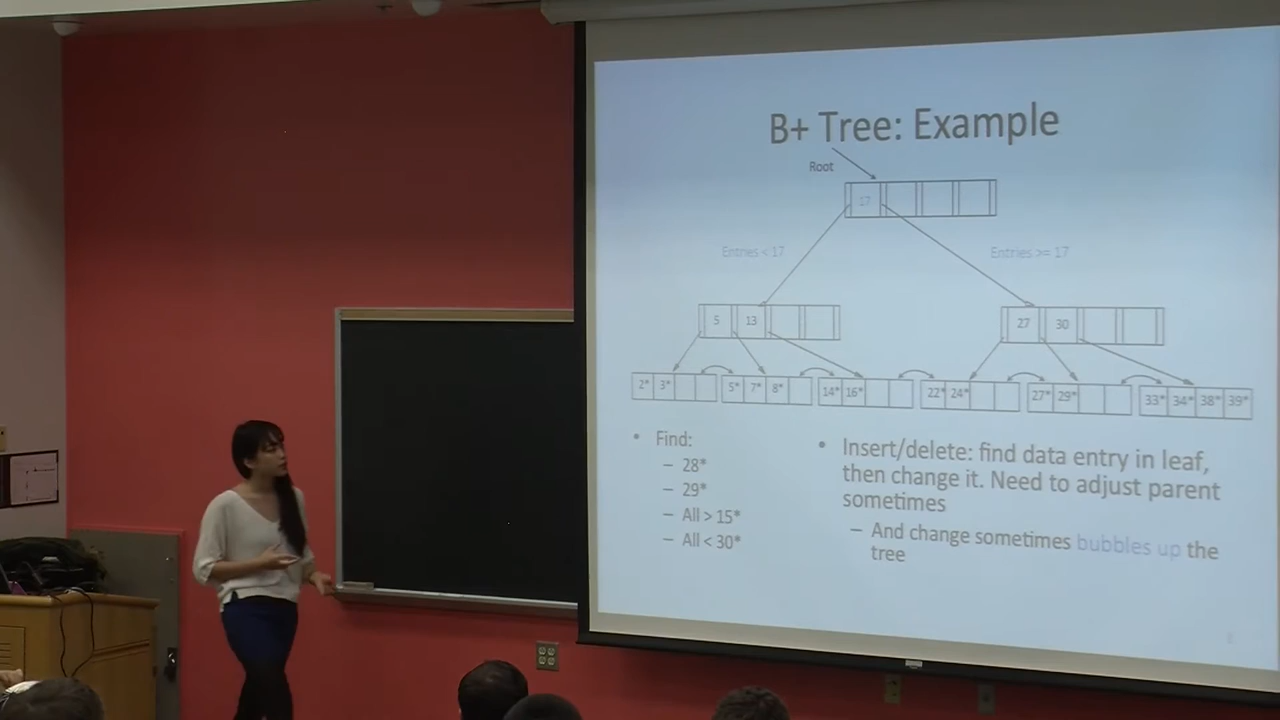 B+ Tree: Example
Root
17
Entries < 17
Entries >= 17
5 13
27 30
2* 3*
5* 7* 8*
14* 16*
22* 24*
27* 29*
33* 34* 38* 39*
• Find:
– 28*
– 29*
– All > 15*
– All < 30*
• Insert/delete: find data entry in leaf,
then change it. Need to adjust parent
sometimes
– And change sometimes bubbles up the
tree